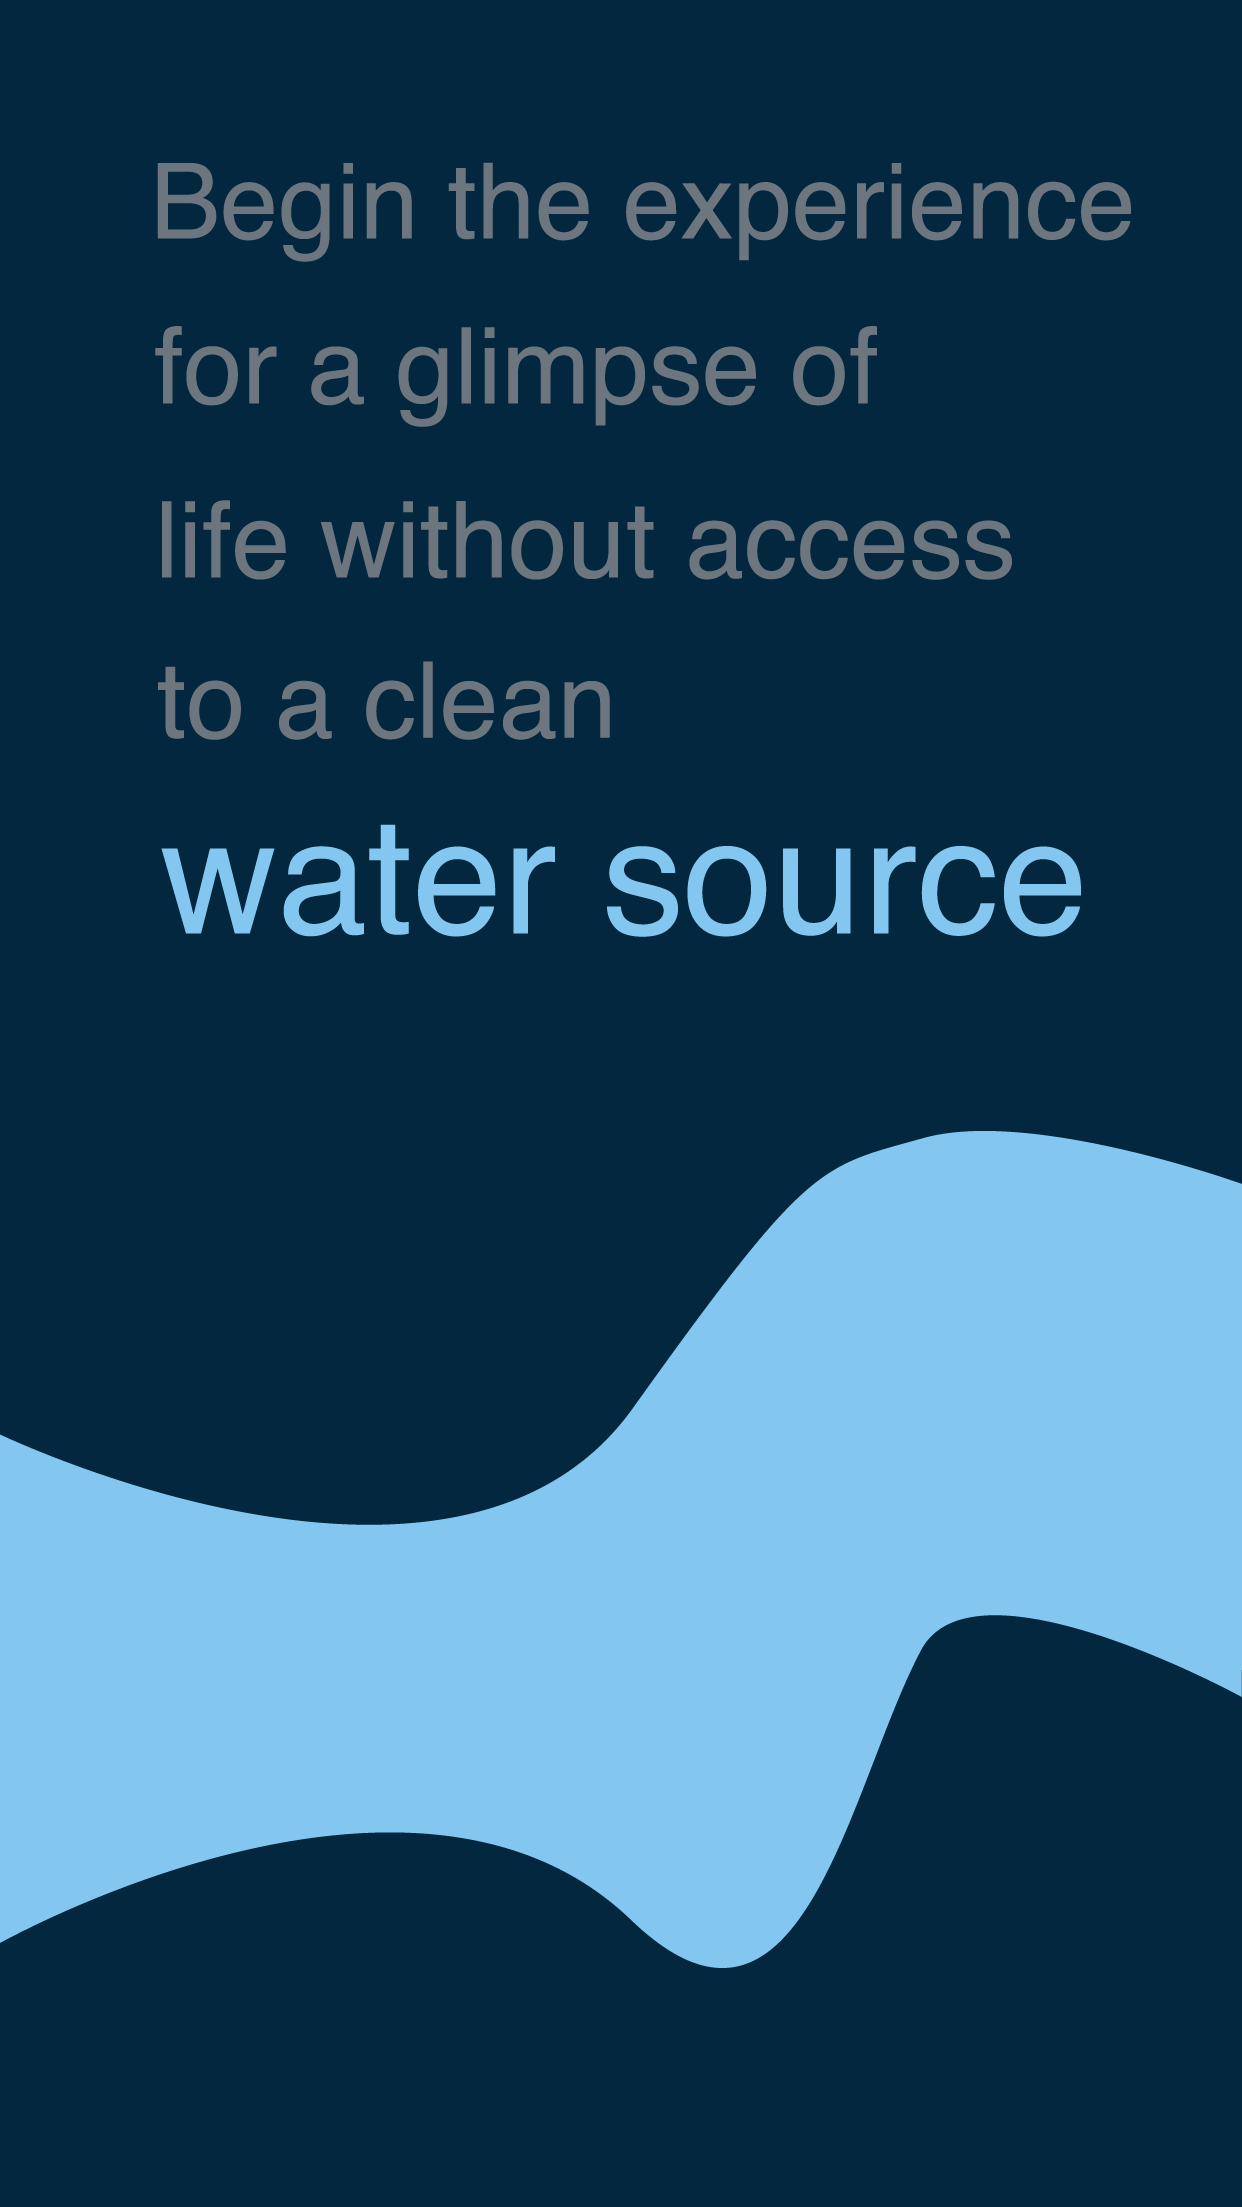 Begin the experience
for a glimpse of
life without access
to a clean
water source